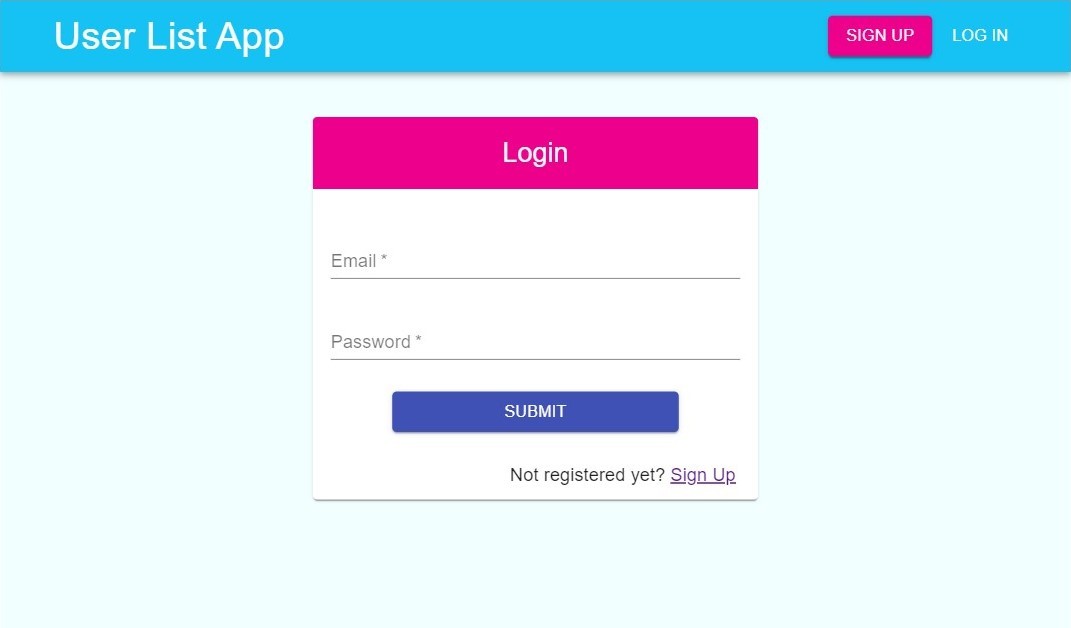 User List App
SIGN UP
LOG IN
Login
Email *
Password *
SUBMIT
Not registered yet? Sign Up